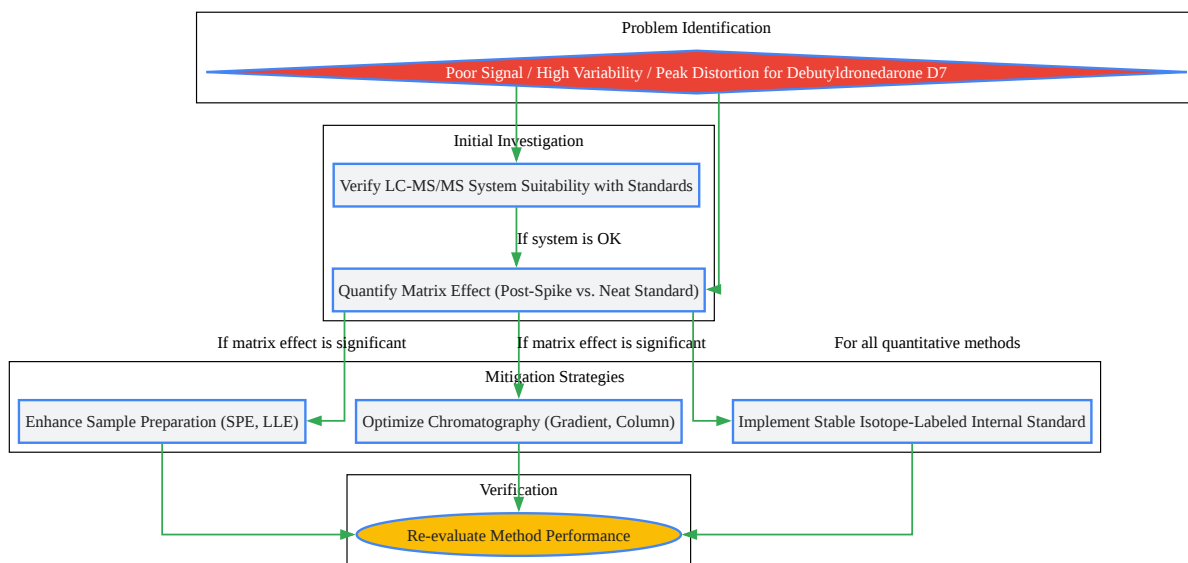 Problem Identification
Poor Signal / High Variability / Peak Distortion for Debutyldronedarone D7
Initial Investigation
Verify LC-MS/MS System Suitability with Standards
If system is OK
Quantify Matrix Effect (Post-Spike vs. Neat Standard)
If matrix effect is significant
If matrix effect is significant
For all quantitative methods
Mitigation Strategies
Enhance Sample Preparation (SPE, LLE)
Optimize Chromatography (Gradient, Column)
Implement Stable Isotope-Labeled Internal Standard
Verification
Re-evaluate Method Performance